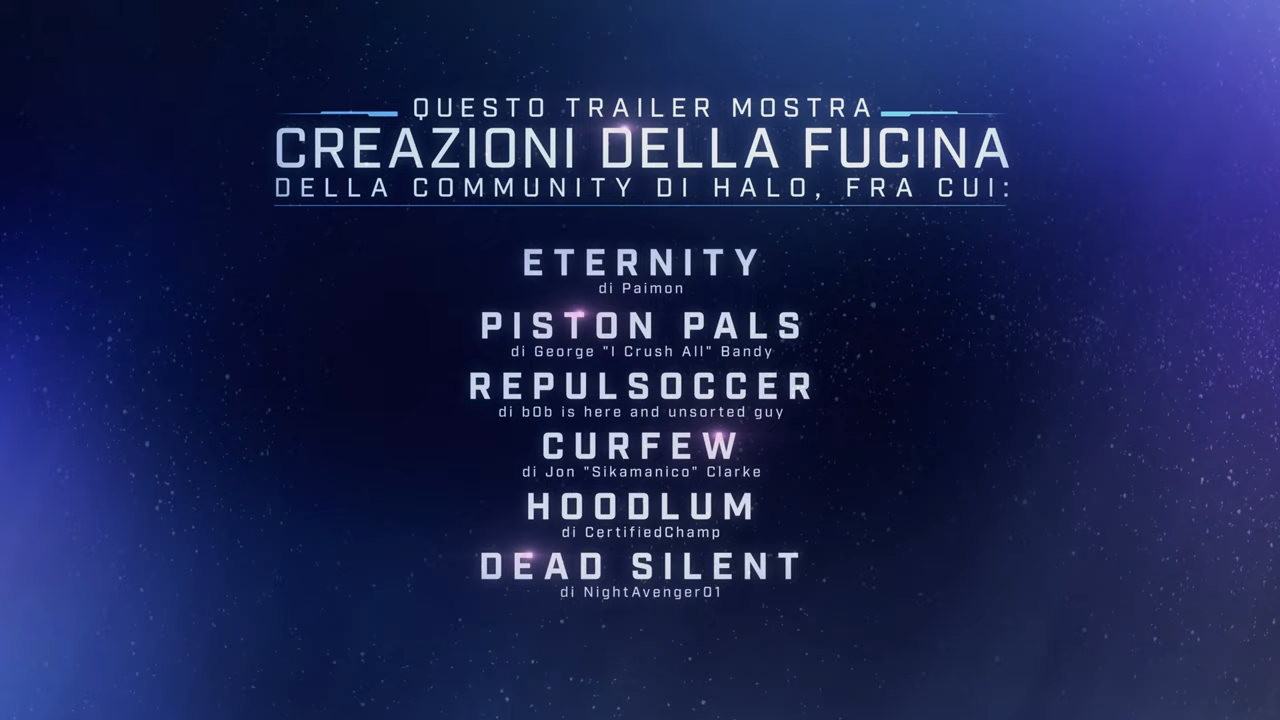 QUESTO TRAILER MOSTRA
CREAZIONI DELLA FUCINA
DELLA COMMUNITY DI HALO, FRA CUI:
ETERNITY
di Paimon
PISTON PALS
di George "I Crush All" Bandy
REPULSOCCER
di b0b is here and unsorted guy
CURFEW
di Jon "Sikamanico" Clarke
HOODLUM
di CertifiedChamp
DEAD SILENT
di NightAvenger01